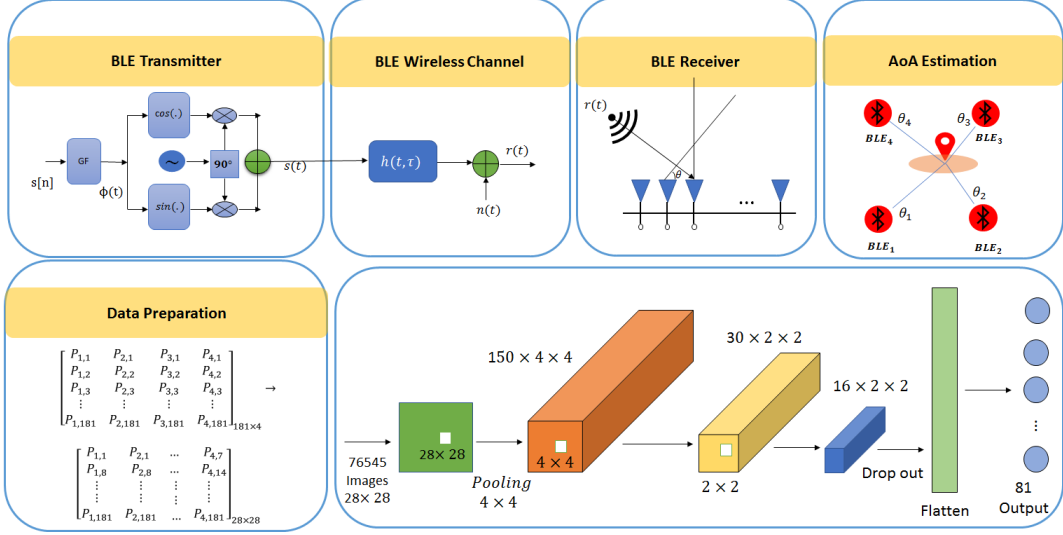 BLE Transmitter
cos(.)
GF
s[n]
ϕ(t)
~
90°
sin(.)
s(t)
BLE Wireless Channel
h(t,τ)
r(t)
n(t)
BLE Receiver
r(t)
θ
...
AoA Estimation
θ₄
θ₃
BLE₄
BLE₃
θ₂
θ₁
BLE₁
BLE₂
Data Preparation
P₁,₁ P₂,₁ P₃,₁ P₄,₁
P₁,₂ P₂,₂ P₃,₂ P₄,₂
P₁,₃ P₂,₃ P₃,₃ P₄,₃
⋮ ⋮ ⋮ ⋮
P₁,₁₈₁ P₂,₁₈₁ P₃,₁₈₁ P₄,₁₈₁ 181×4
→
P₁,₁ P₂,₁ ... P₄,₇
P₁,₈ P₂,₈ ... P₄,₁₄
⋮ ⋮ ⋮
⋮ ⋮ ⋮
P₁,₁₈₁ P₂,₁₈₁ ... P₄,₁₈₁ 28×28
76545
Images
28× 28
28× 28
Pooling
4 × 4
150 × 4 × 4
4 × 4
30 × 2 × 2
2 × 2
16 × 2 × 2
Drop out
Flatten
⋮
81
Output